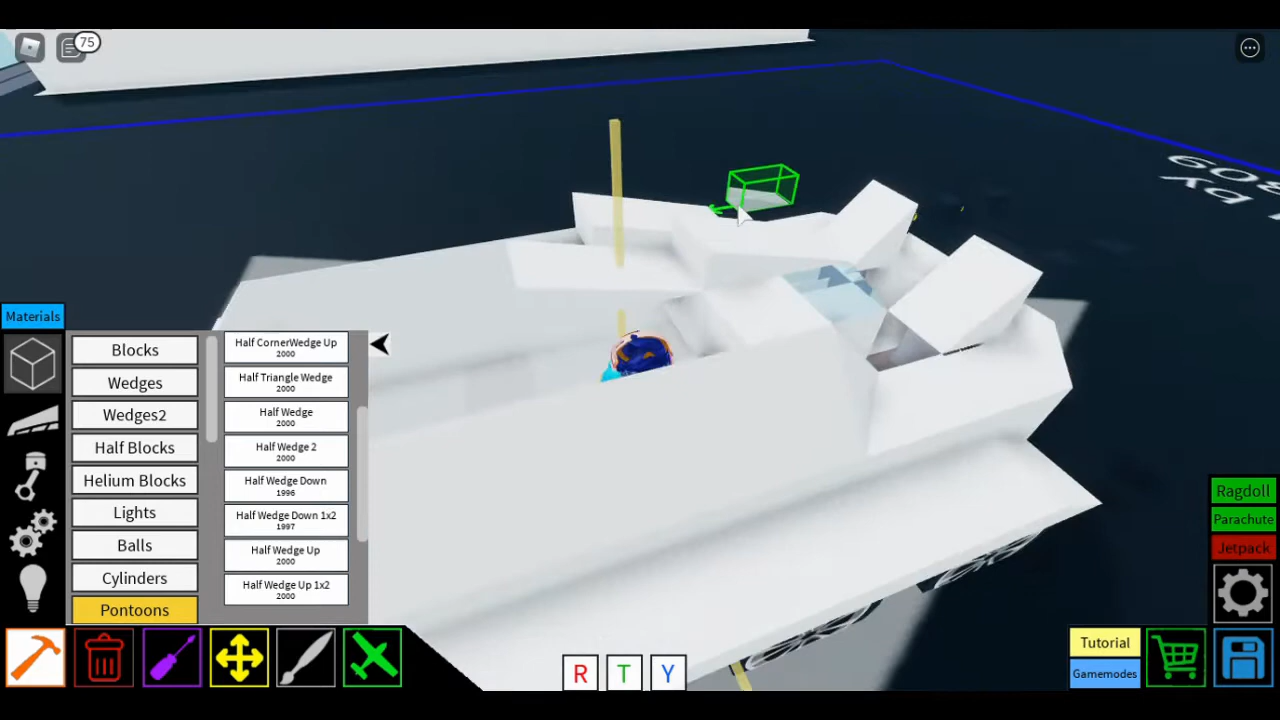 75
Materials
Blocks
Wedges
Wedges2
Half Blocks
Helium Blocks
Lights
Balls
Cylinders
Pontoons
Half CornerWedge Up
2000
Half Triangle Wedge
2000
Half Wedge
2000
Half Wedge 2
2000
Half Wedge Down
1996
Half Wedge Down 1x2
1997
Half Wedge Up
2000
Half Wedge Up 1x2
2000
R T Y
Ragdoll
Parachute
Jetpack
Tutorial
Gamemodes